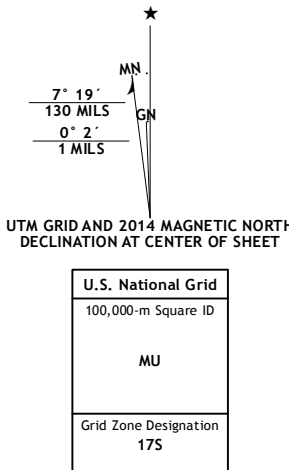 MN
7° 19´
130 MILS
GN
0° 2´
1 MILS
UTM GRID AND 2014 MAGNETIC NORTH
DECLINATION AT CENTER OF SHEET
U.S. National Grid
100,000-m Square ID
MU
Grid Zone Designation
17S